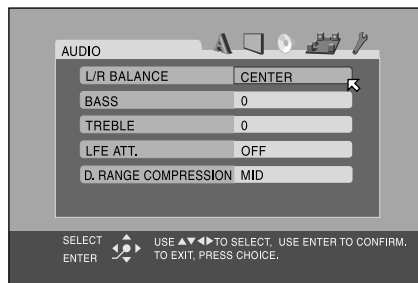 AUDIO
L/R BALANCE CENTER
BASS 0
TREBLE 0
LFE ATT. OFF
D. RANGE COMPRESSION MID
SELECT
ENTER
USE ▲▼◀▶TO SELECT, USE ENTER TO CONFIRM.
TO EXIT, PRESS CHOICE.